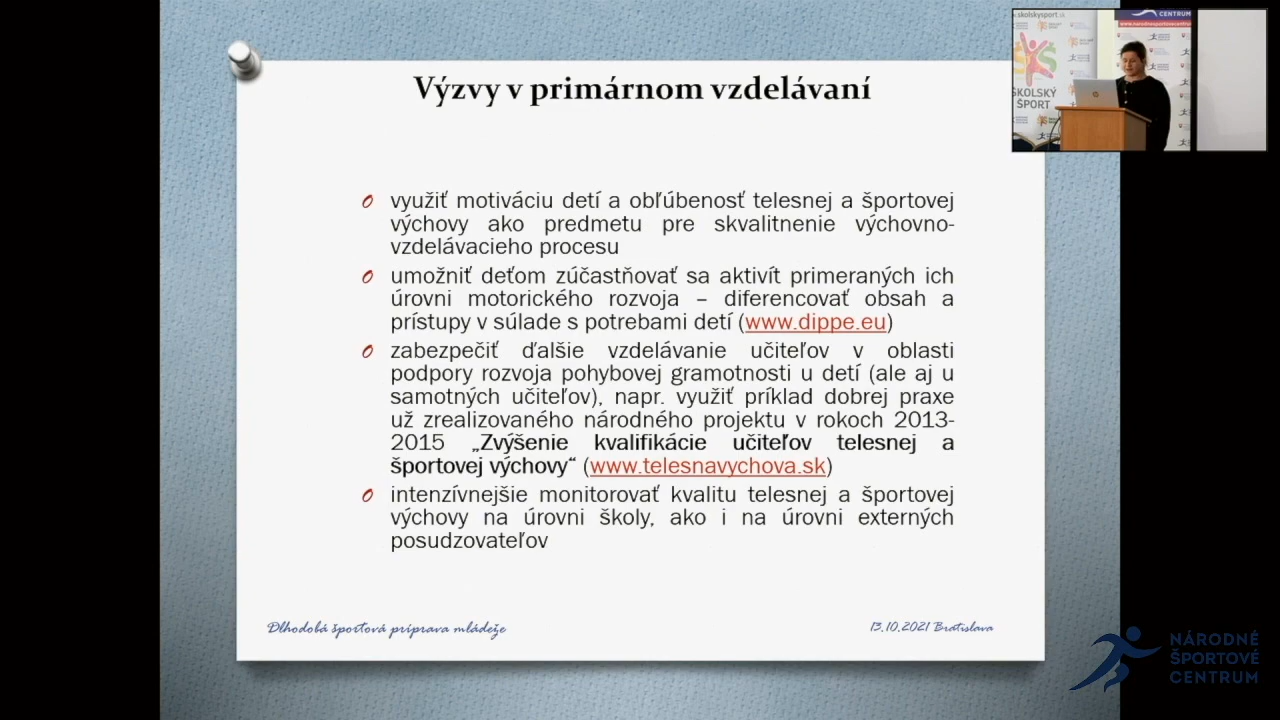 Výzvy v primárnom vzdelávaní
využiť motiváciu detí a obľúbenosť telesnej a športovej
výchovy ako predmetu pre skvalitnenie výchovno-
vzdelávacieho procesu
umožniť deťom zúčastňovať sa aktivít primeraných ich
úrovni motorického rozvoja – diferencovať obsah a
prístupy v súlade s potrebami detí (www.dippe.eu)
zabezpečiť ďalšie vzdelávanie učiteľov v oblasti
podpory rozvoja pohybovej gramotnosti u detí (ale aj u
samotných učiteľov), napr. využiť príklad dobrej praxe
už zrealizovaného národného projektu v rokoch 2013-
2015 „Zvýšenie kvalifikácie učiteľov telesnej a
športovej výchovy“ (www.telesnavychova.sk)
intenzívnejšie monitorovať kvalitu telesnej a športovej
výchovy na úrovni školy, ako i na úrovni externých
posudzovateľov
Dlhodobá športová príprava mládeže
13.10.2021 Bratislava
ŠKOLSKÝ
ŠPORT
CENTRUM
NÁRODNÉ
ŠPORTOVÉ
CENTRUM